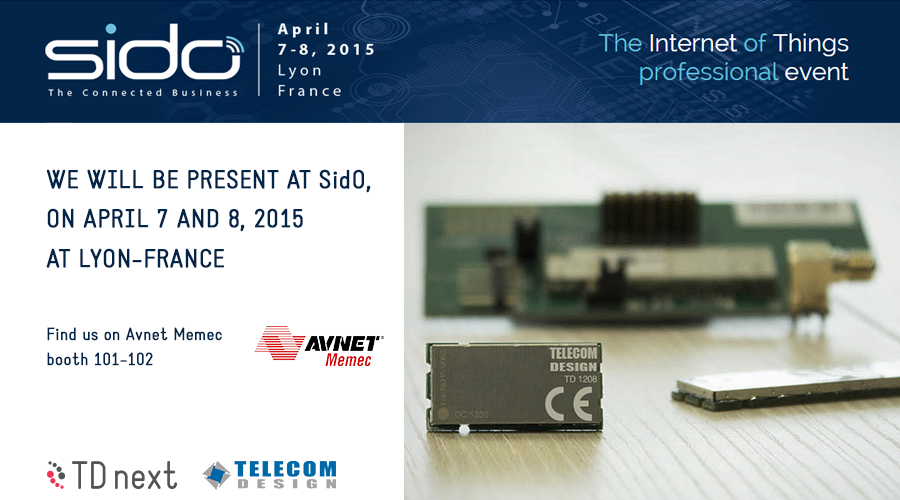 sido
The Connected Business
April
7-8, 2015
Lyon
France
The Internet of Things
professional event
WE WILL BE PRESENT AT SidO,
ON APRIL 7 AND 8, 2015
AT LYON-FRANCE
Find us on Avnet Memec
booth 101-102
AVNET®
Memec
TELECOM
DESIGN
TD 1208
CE
TD next
TELECOM
DESIGN